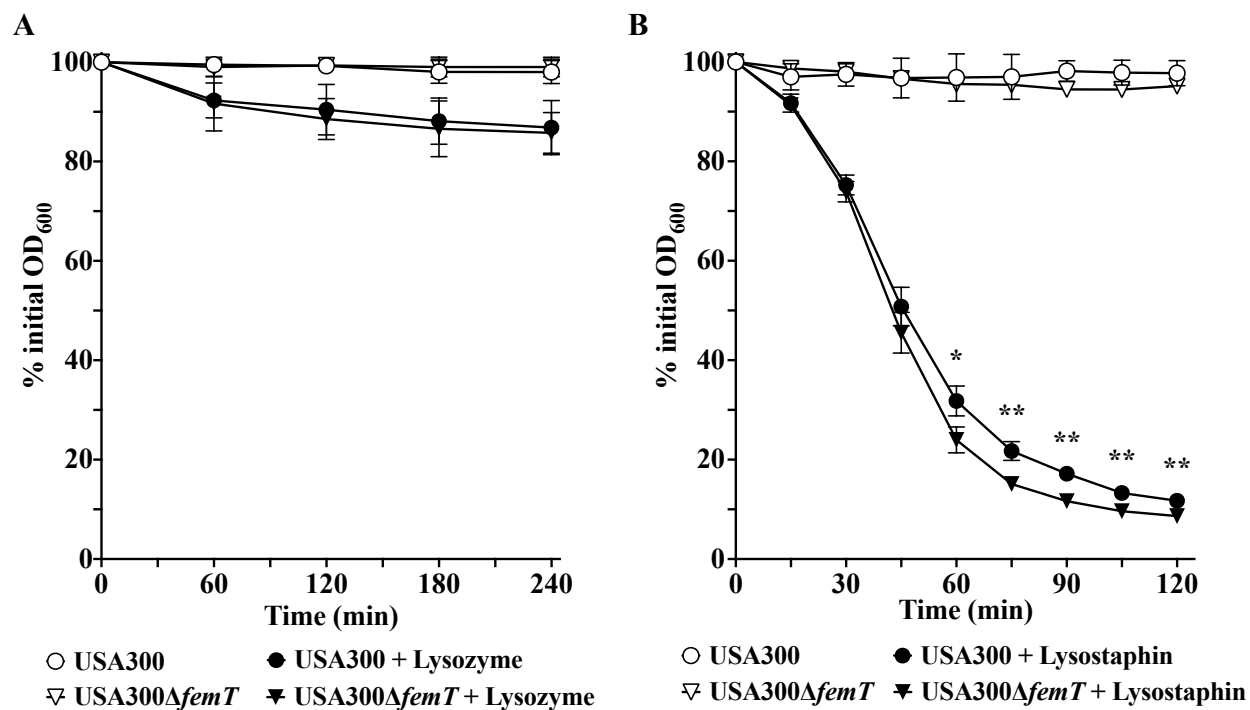 A
% initial OD600
100
80
60
40
20
0
0 60 120 180 240
Time (min)
USA300
USA300 + Lysozyme
USA300ΔfemT
USA300ΔfemT + Lysozyme
B
% initial OD600
100
80
60
40
20
0
*
**
**
**
**
0 30 60 90 120
Time (min)
USA300
USA300 + Lysostaphin
USA300ΔfemT
USA300ΔfemT + Lysostaphin